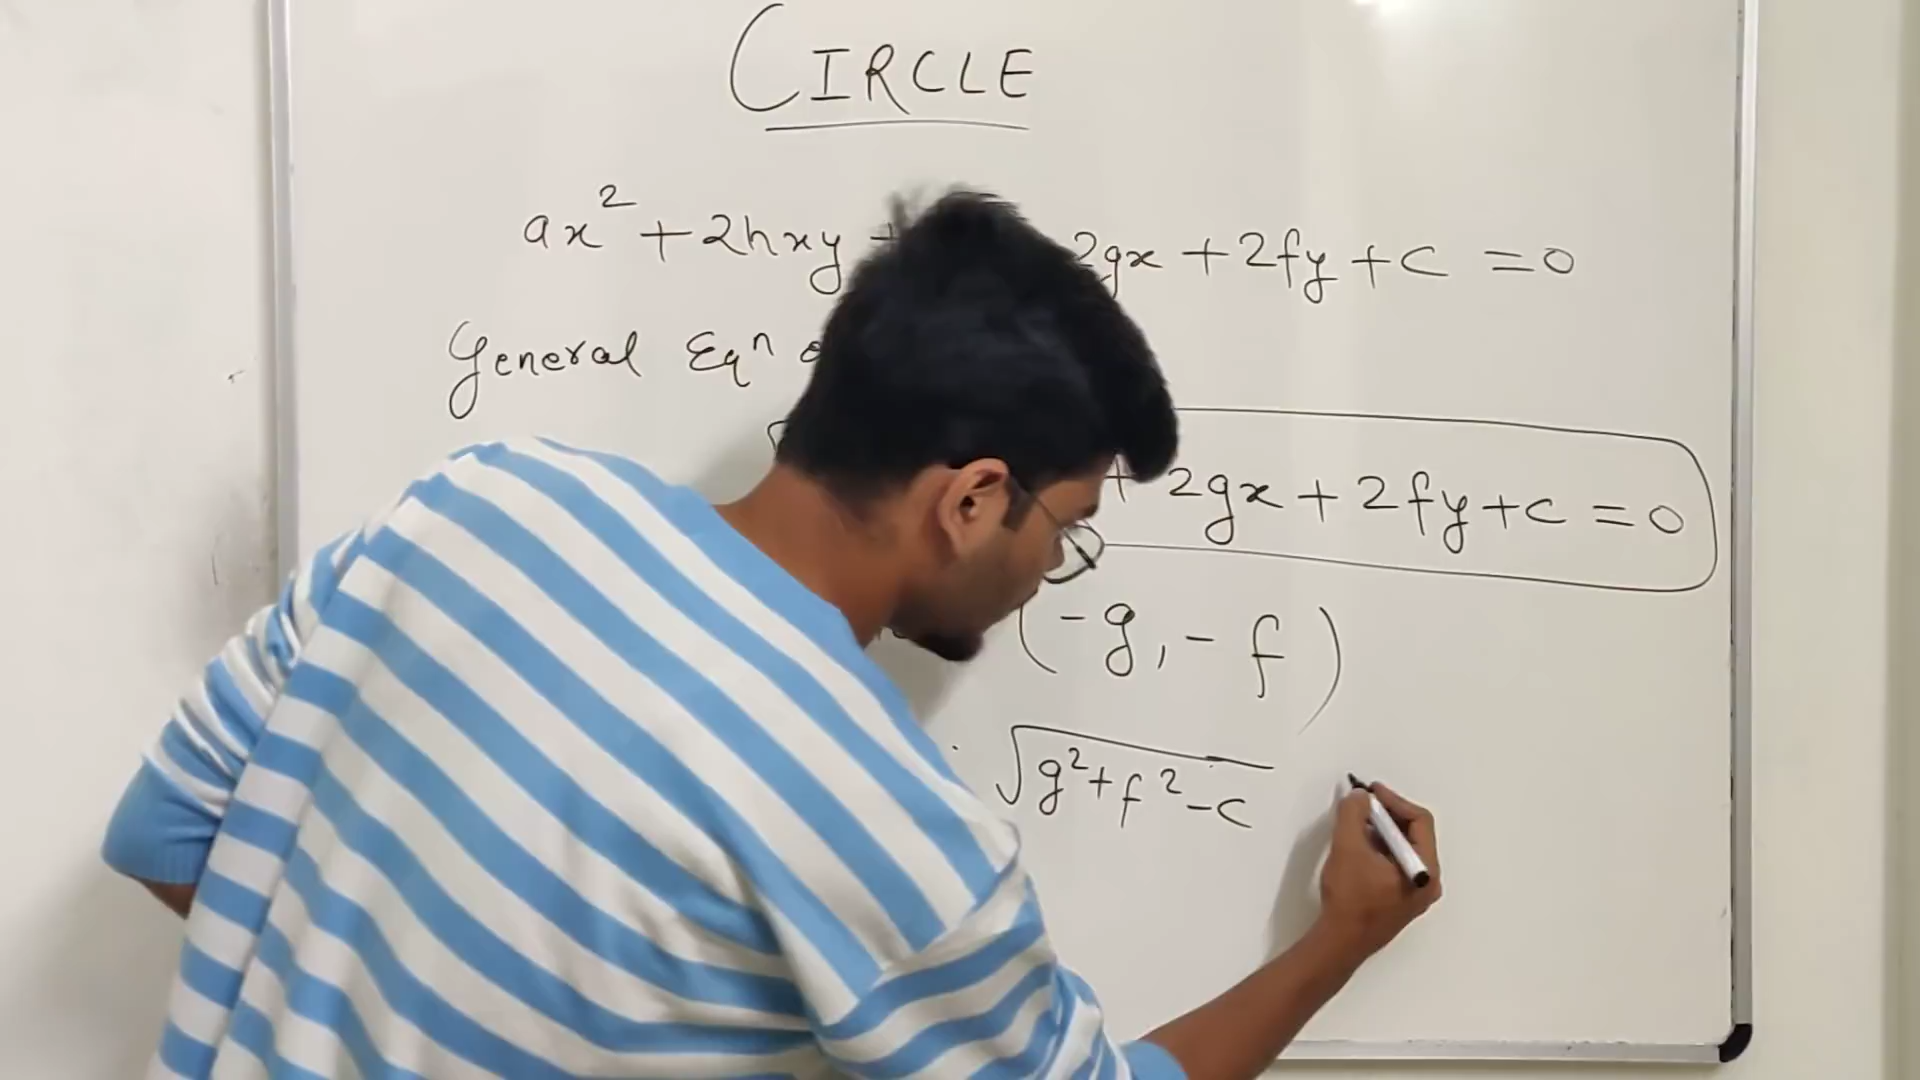 CIRCLE
ax² + 2hxy + 2gx + 2fy + c = 0
General Eqⁿ
+ 2gx + 2fy + c = 0
(-g, -f)
√g²+f²-c